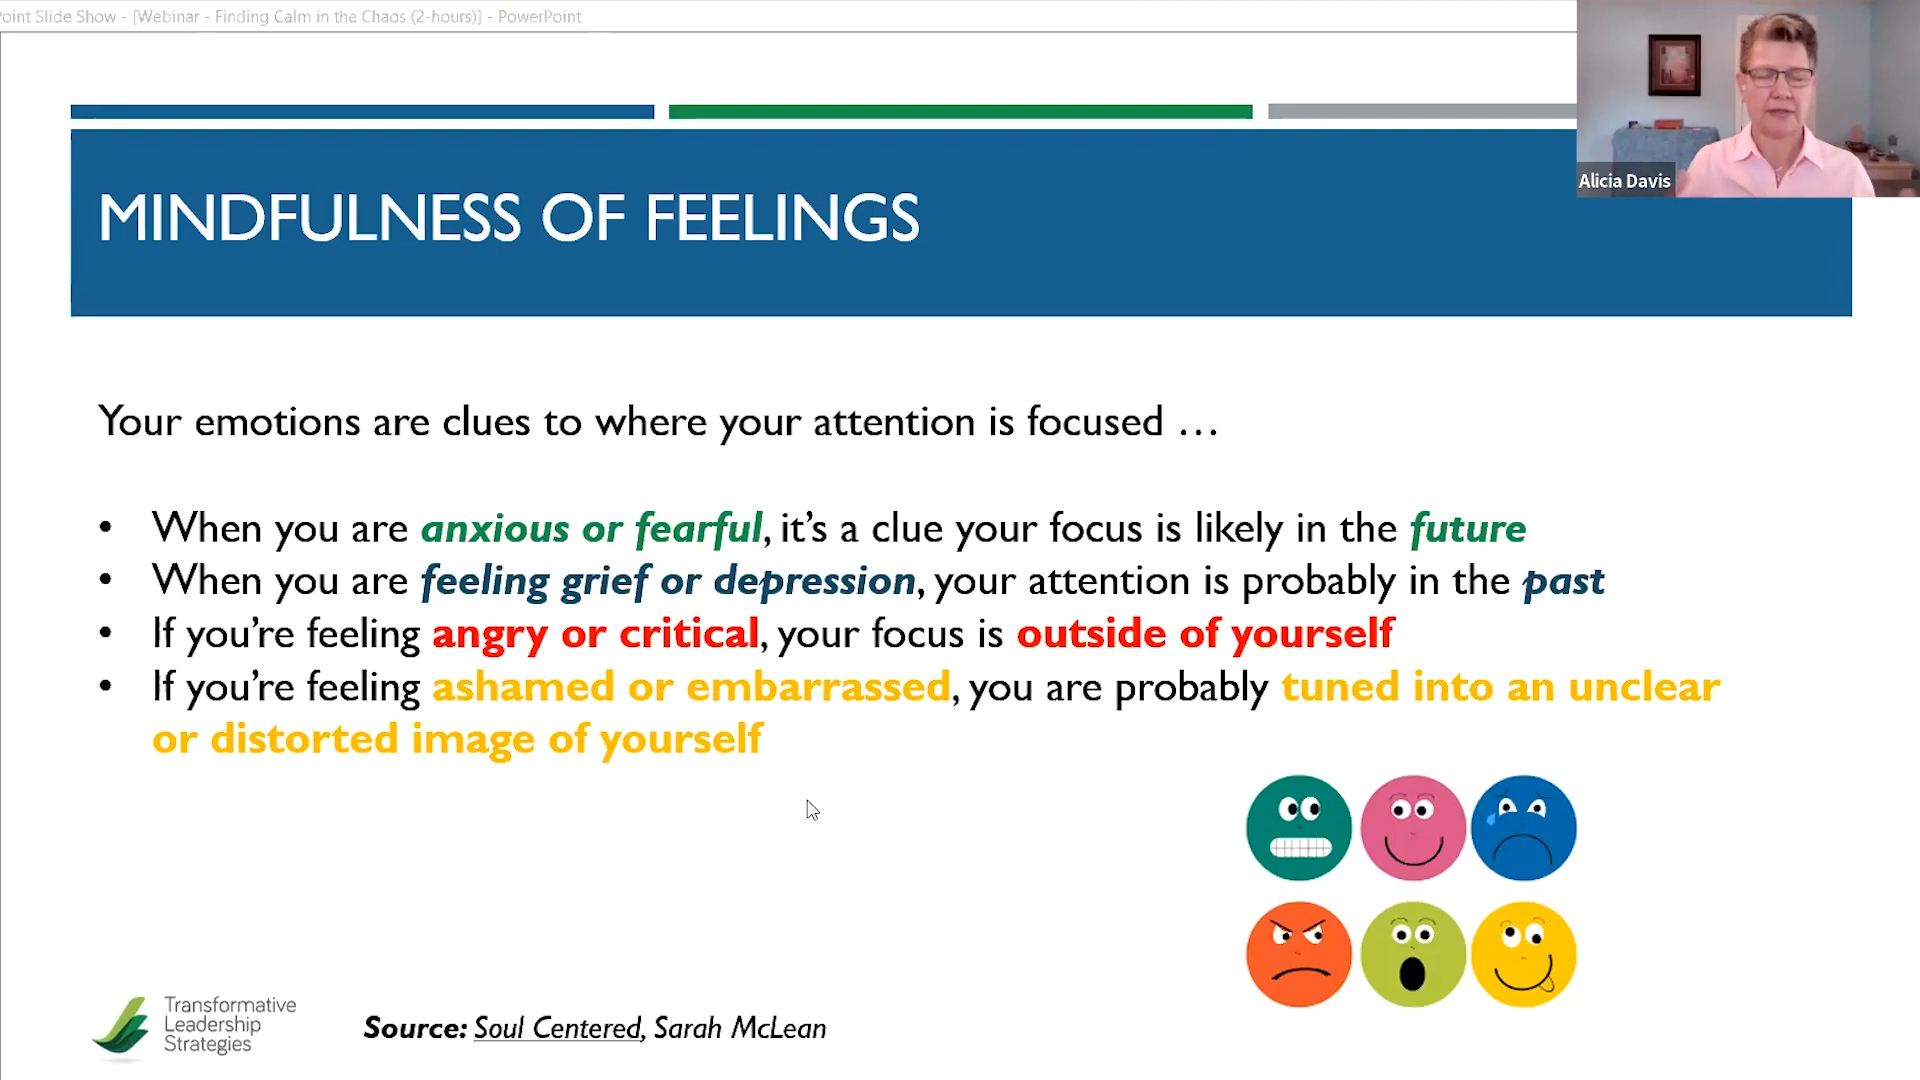 oint Slide Show - [Webinar - Finding Calm in the Chaos (2-hours)] - PowerPoint
Alicia Davis
MINDFULNESS OF FEELINGS
Your emotions are clues to where your attention is focused …
• When you are anxious or fearful, it’s a clue your focus is likely in the future
• When you are feeling grief or depression, your attention is probably in the past
• If you’re feeling angry or critical, your focus is outside of yourself
• If you’re feeling ashamed or embarrassed, you are probably tuned into an unclear
or distorted image of yourself
Transformative
Leadership
Strategies
Source: Soul Centered, Sarah McLean